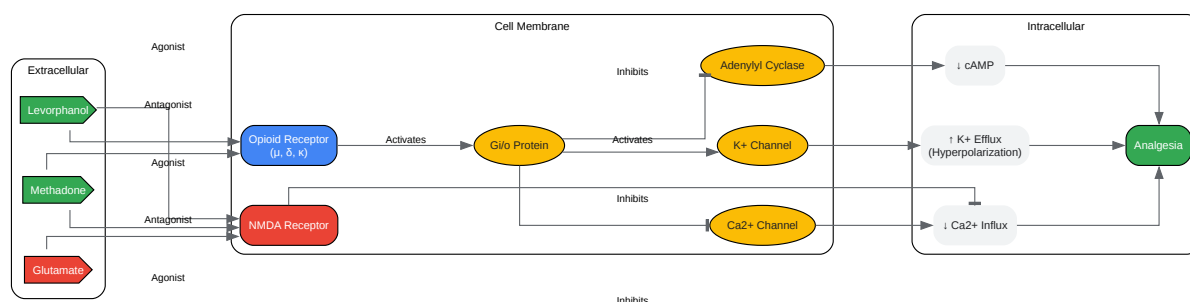 Cell Membrane
Intracellular
Agonist
Extracellular
Adenylyl Cyclase
↓ cAMP
Inhibits
Levorphanol
Antagonist
Opioid Receptor
(μ, δ, κ)
Activates
Gi/o Protein
Activates
K+ Channel
↑ K+ Efflux
(Hyperpolarization)
Analgesia
Agonist
Methadone
Inhibits
Antagonist
NMDA Receptor
Ca2+ Channel
↓ Ca2+ Influx
Glutamate
Agonist
Inhibits